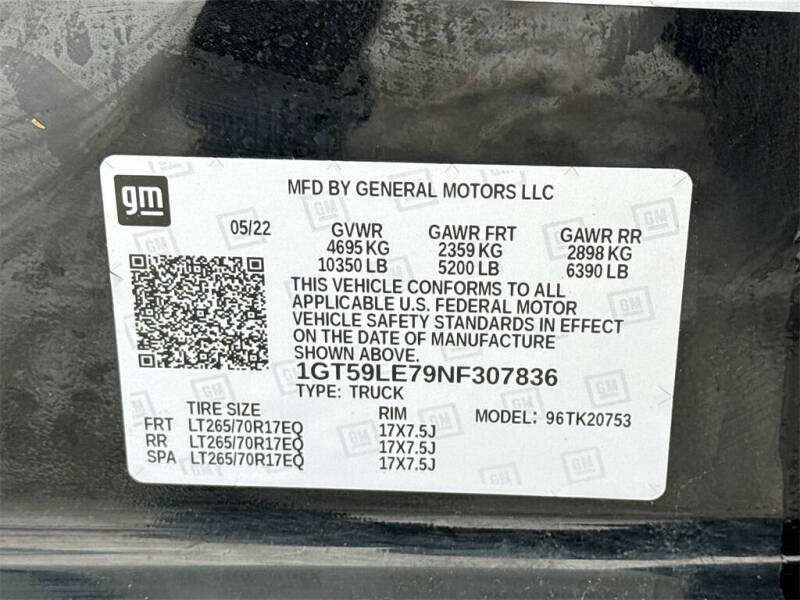 gm
MFD BY GENERAL MOTORS LLC
05/22 GVWR GAWR FRT GAWR RR
4695 KG 2359 KG 2898 KG
10350 LB 5200 LB 6390 LB
THIS VEHICLE CONFORMS TO ALL
APPLICABLE U.S. FEDERAL MOTOR
VEHICLE SAFETY STANDARDS IN EFFECT
ON THE DATE OF MANUFACTURE
SHOWN ABOVE.
1GT59LE79NF307836
TYPE: TRUCK
TIRE SIZE RIM MODEL: 96TK20753
FRT LT265/70R17EQ 17X7.5J
RR LT265/70R17EQ 17X7.5J
SPA LT265/70R17EQ 17X7.5J